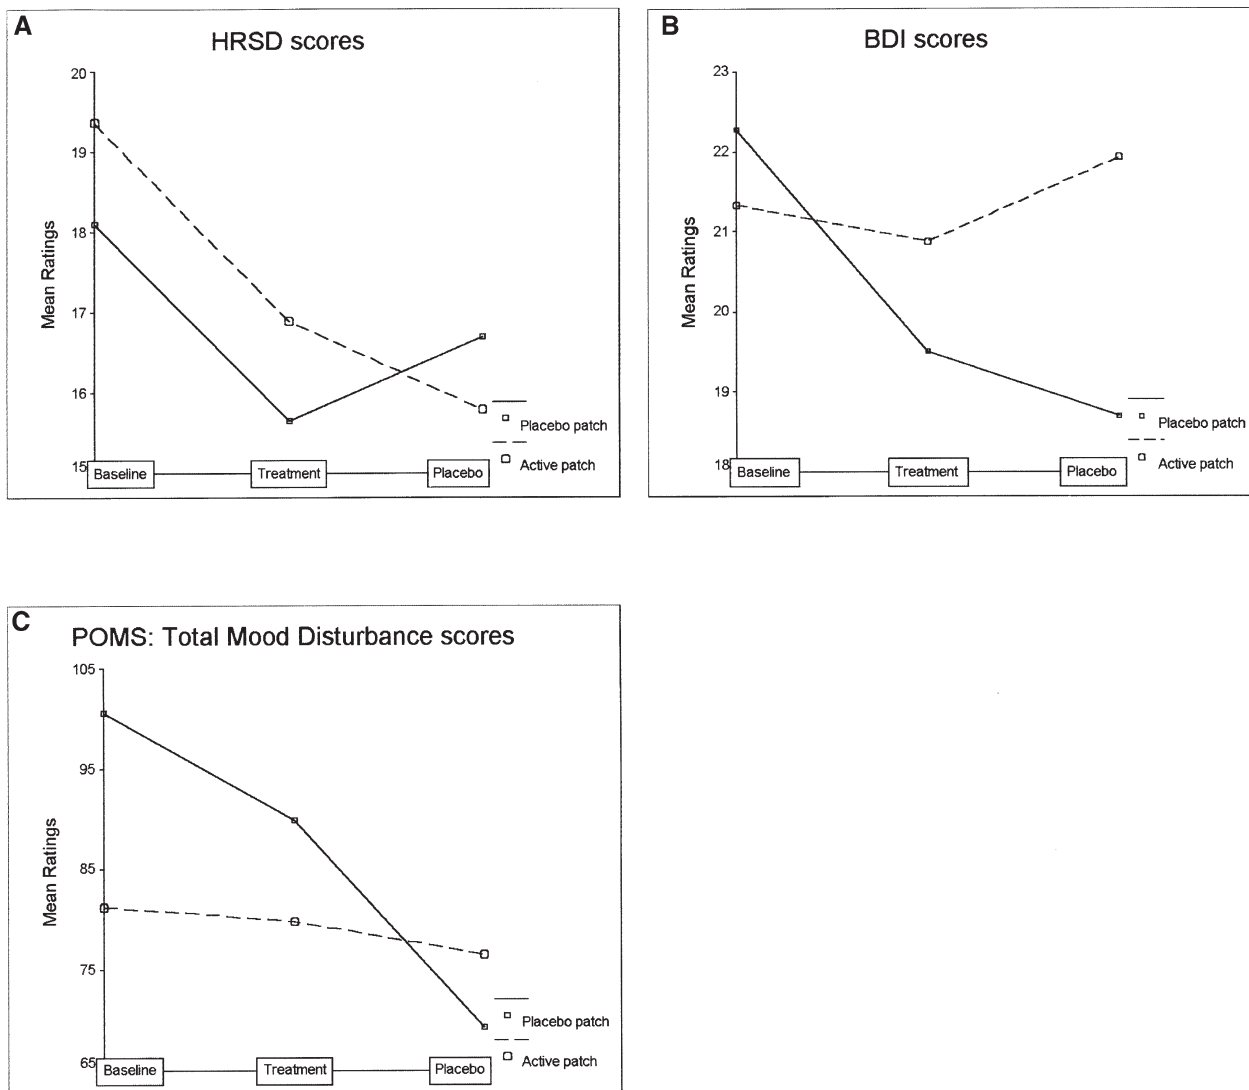 A
HRSD scores
20
19
18
17
16
15
Mean Ratings
Baseline
Treatment
Placebo
Placebo patch
Active patch
B
BDI scores
23
22
21
20
19
18
Mean Ratings
Baseline
Treatment
Placebo
Placebo patch
Active patch
C
POMS: Total Mood Disturbance scores
105
95
85
75
65
Mean Ratings
Baseline
Treatment
Placebo
Placebo patch
Active patch